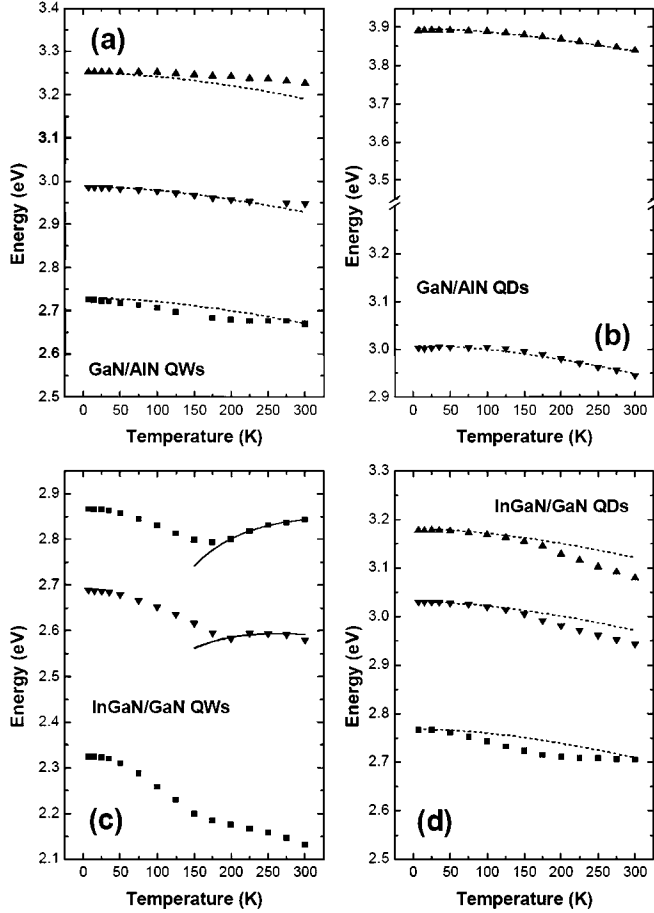 (a)
3.4
3.3
3.2
3.1
3.0
2.9
2.8
2.7
2.6
2.5
Energy (eV)
GaN/AlN QWs
0 50 100 150 200 250 300
Temperature (K)
3.9
3.8
3.7
3.6
3.5
3.4
3.2
3.1
3.0
2.9
Energy (eV)
GaN/AlN QDs
(b)
0 50 100 150 200 250 300
Temperature (K)
2.9
2.8
2.7
2.6
2.5
2.4
2.3
2.2
2.1
Energy (eV)
InGaN/GaN QWs
(c)
0 50 100 150 200 250 300
Temperature (K)
3.3
3.2
3.1
3.0
2.9
2.8
2.7
2.6
2.5
Energy (eV)
InGaN/GaN QDs
(d)
0 50 100 150 200 250 300
Temperature (K)